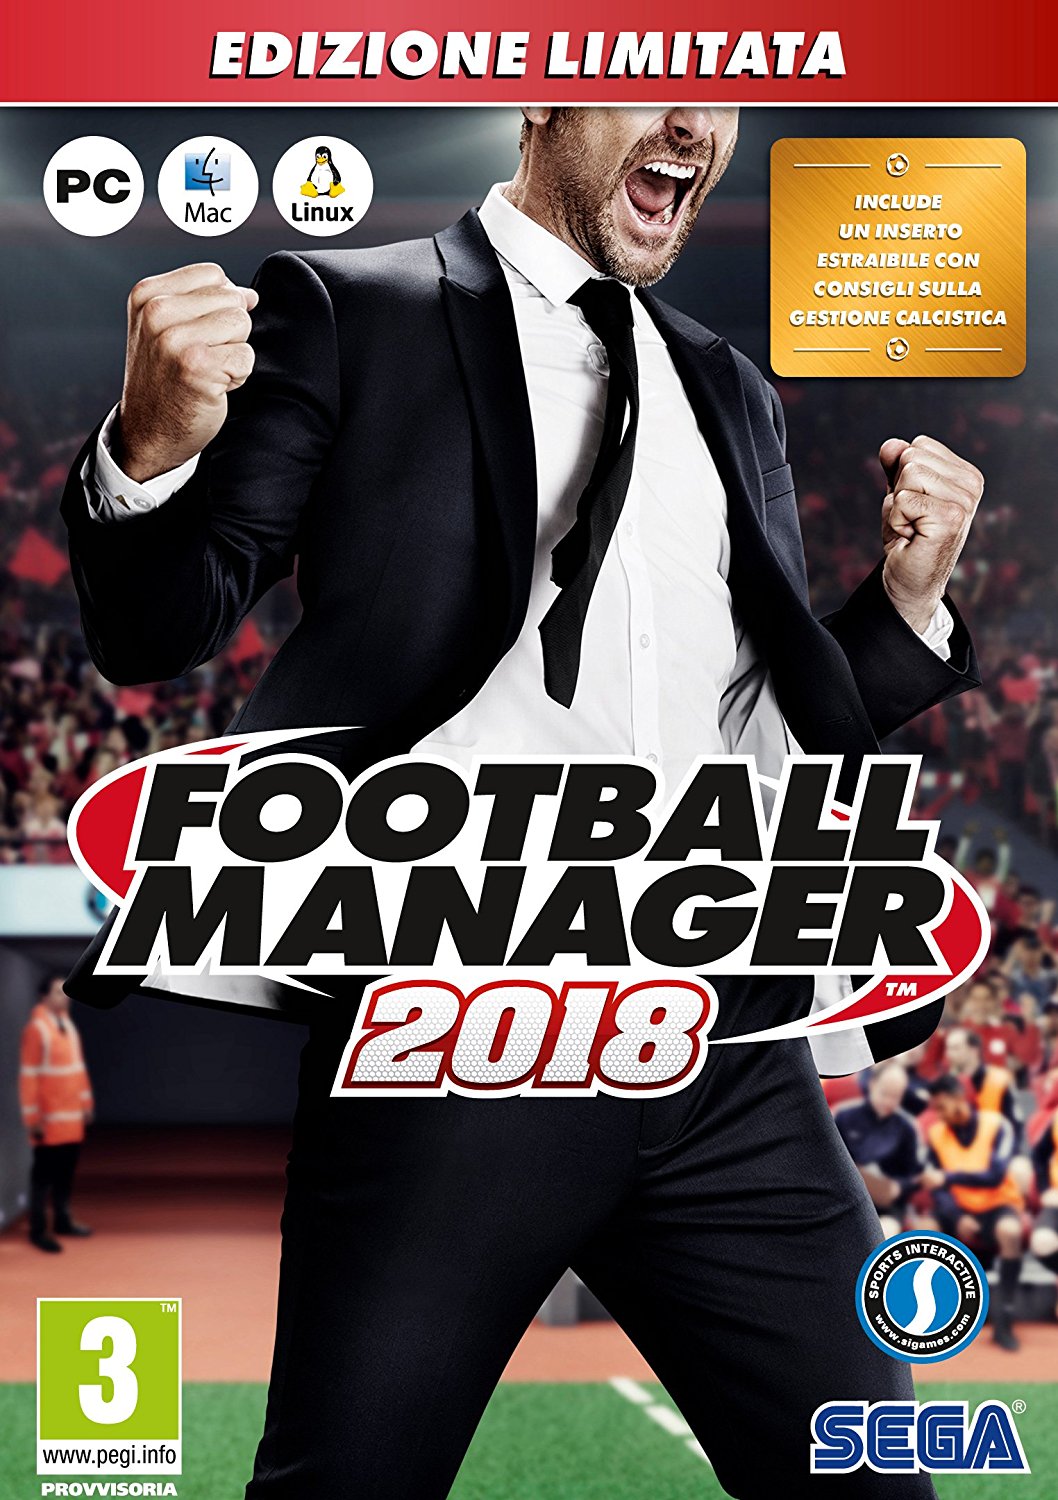 EDIZIONE LIMITATA
PC
Mac
Linux
INCLUDE
UN INSERTO
ESTRAIBILE CON
CONSIGLI SULLA
GESTIONE CALCISTICA
FOOTBALL
MANAGER
TM
2018
SPORTS INTERACTIVE
www.sigames.com
3
TM
www.pegi.info
PROVVISORIA
SEGA®